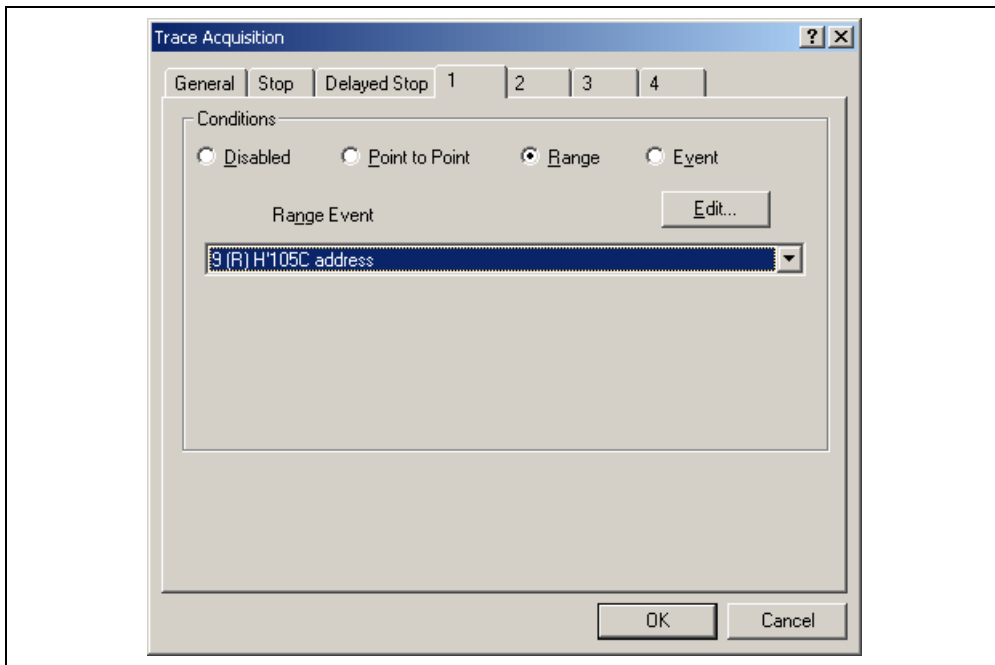 Trace Acquisition
General Stop Delayed Stop 1 2 3 4
Conditions
Disabled Point to Point Range Event
Range Event Edit...
9 (R) H'105C address
OK Cancel